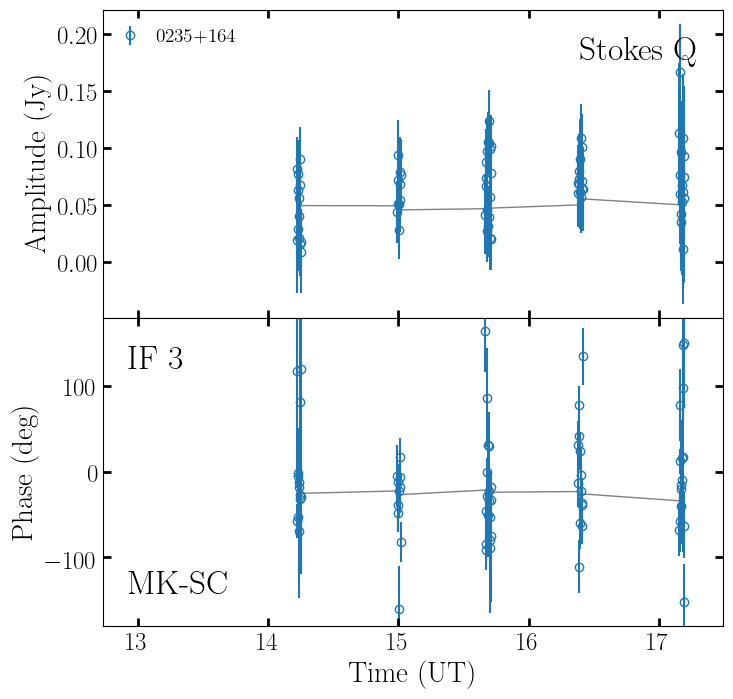 0235+164
Stokes Q
0.20
0.15
0.10
0.05
0.00
Amplitude (Jy)
IF 3
100
0
−100
Phase (deg)
MK-SC
13 14 15 16 17
Time (UT)